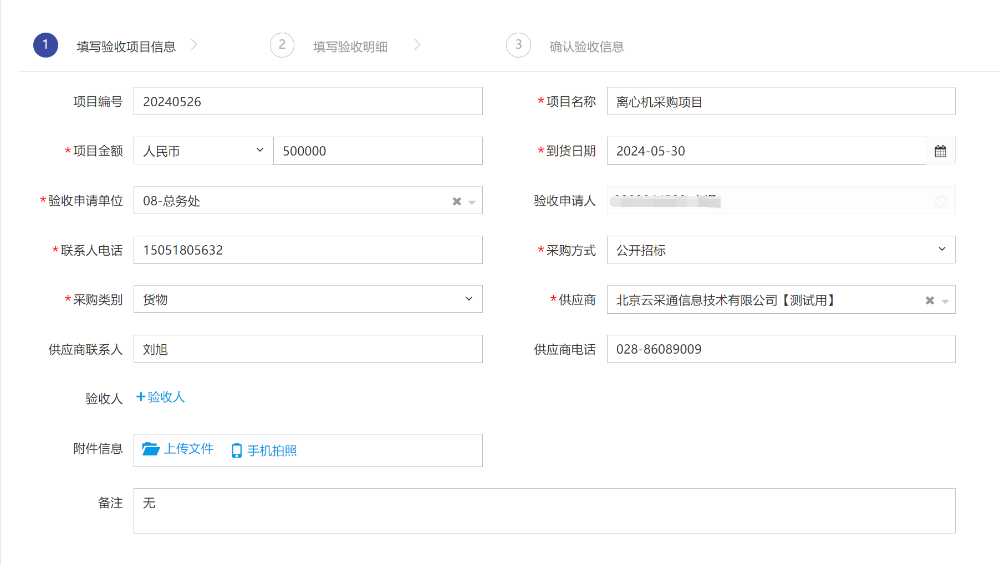 1 填写验收项目信息 2 填写验收明细 3 确认验收信息
项目编号 20240526 *项目名称 离心机采购项目
*项目金额 人民币 500000 *到货日期 2024-05-30
*验收申请单位 08-总务处 验收申请人
*联系人电话 15051805632 *采购方式 公开招标
*采购类别 货物 *供应商 北京云采通信息技术有限公司【测试用】
供应商联系人 刘旭 供应商电话 028-86089009
验收人 +验收人
附件信息 上传文件 手机拍照
备注 无